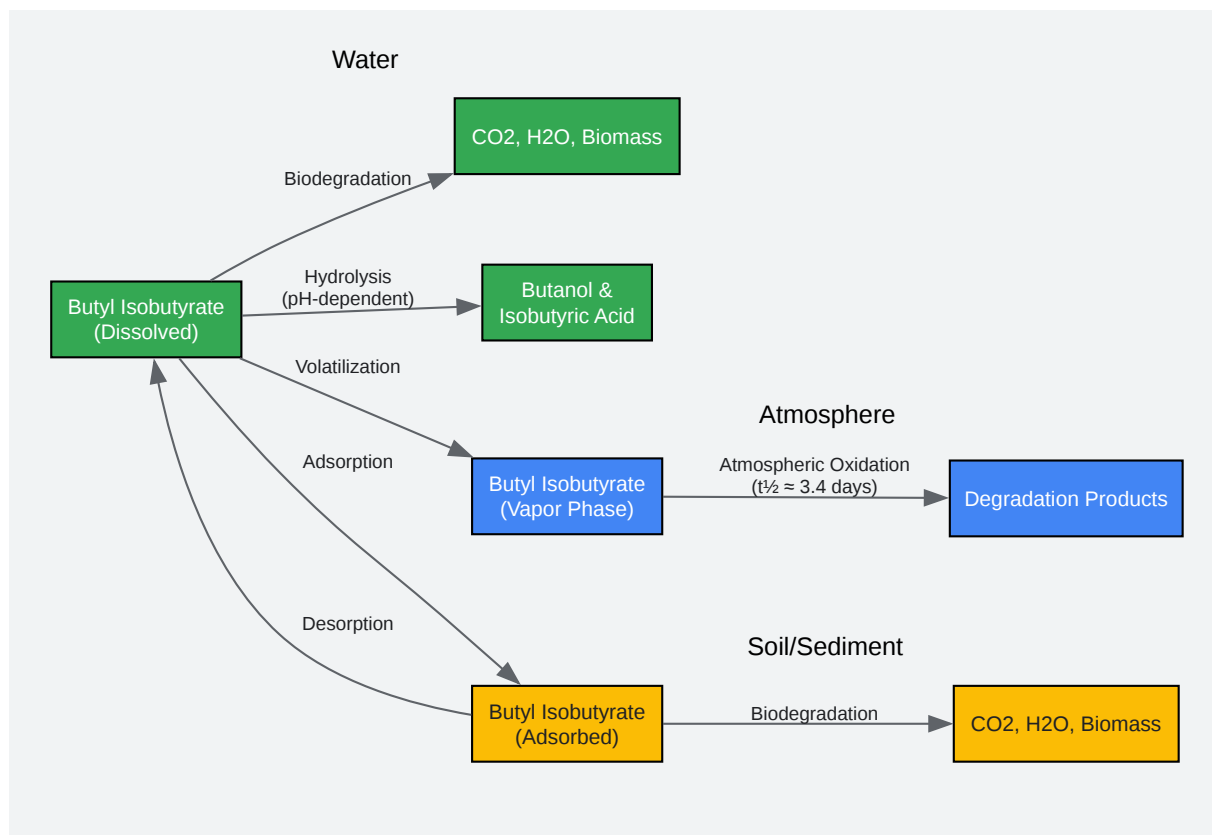 Water
CO2, H2O, Biomass
Biodegradation
Hydrolysis
(pH-dependent)
Butyl Isobutyrate
(Dissolved)
Butanol &
Isobutyric Acid
Volatilization
Atmosphere
Adsorption
Atmospheric Oxidation
(t½ ≈ 3.4 days)
Butyl Isobutyrate
(Vapor Phase)
Degradation Products
Desorption
Soil/Sediment
Butyl Isobutyrate
(Adsorbed)
Biodegradation
CO2, H2O, Biomass